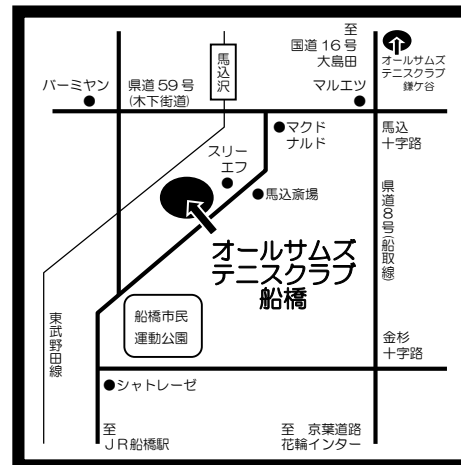 至
国道16号
大島田
オールサムズ
テニスクラブ
鎌ケ谷
馬込沢
バーミヤン
県道59号
(木下街道)
マルエツ
マクド
ナルド
馬込
十字路
スリー
エフ
馬込斎場
県道8号(船取線)
オールサムズ
テニスクラブ
船橋
船橋市民
運動公園
東武野田線
金杉
十字路
シャトレーゼ
至
JR船橋駅
至 京葉道路
花輪インター